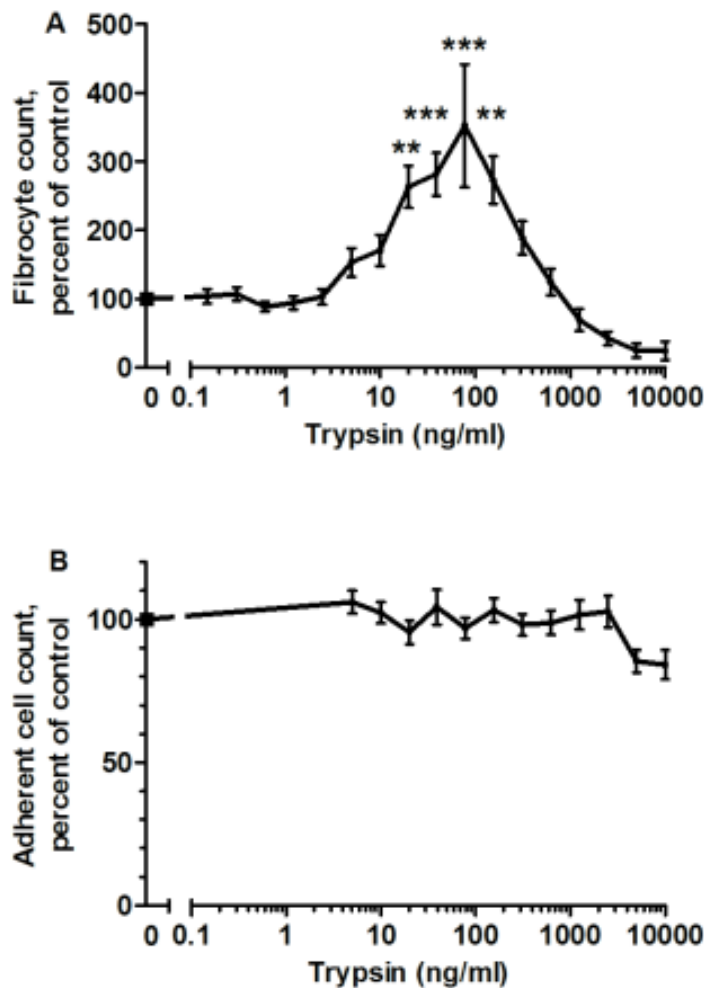 A
Fibrocyte count,
percent of control
500
400
300
200
100
0
***
***
**
**
0 0.1 1 10 100 1000 10000
Trypsin (ng/ml)
B
Adherent cell count,
percent of control
100
50
0
0 0.1 1 10 100 1000 10000
Trypsin (ng/ml)